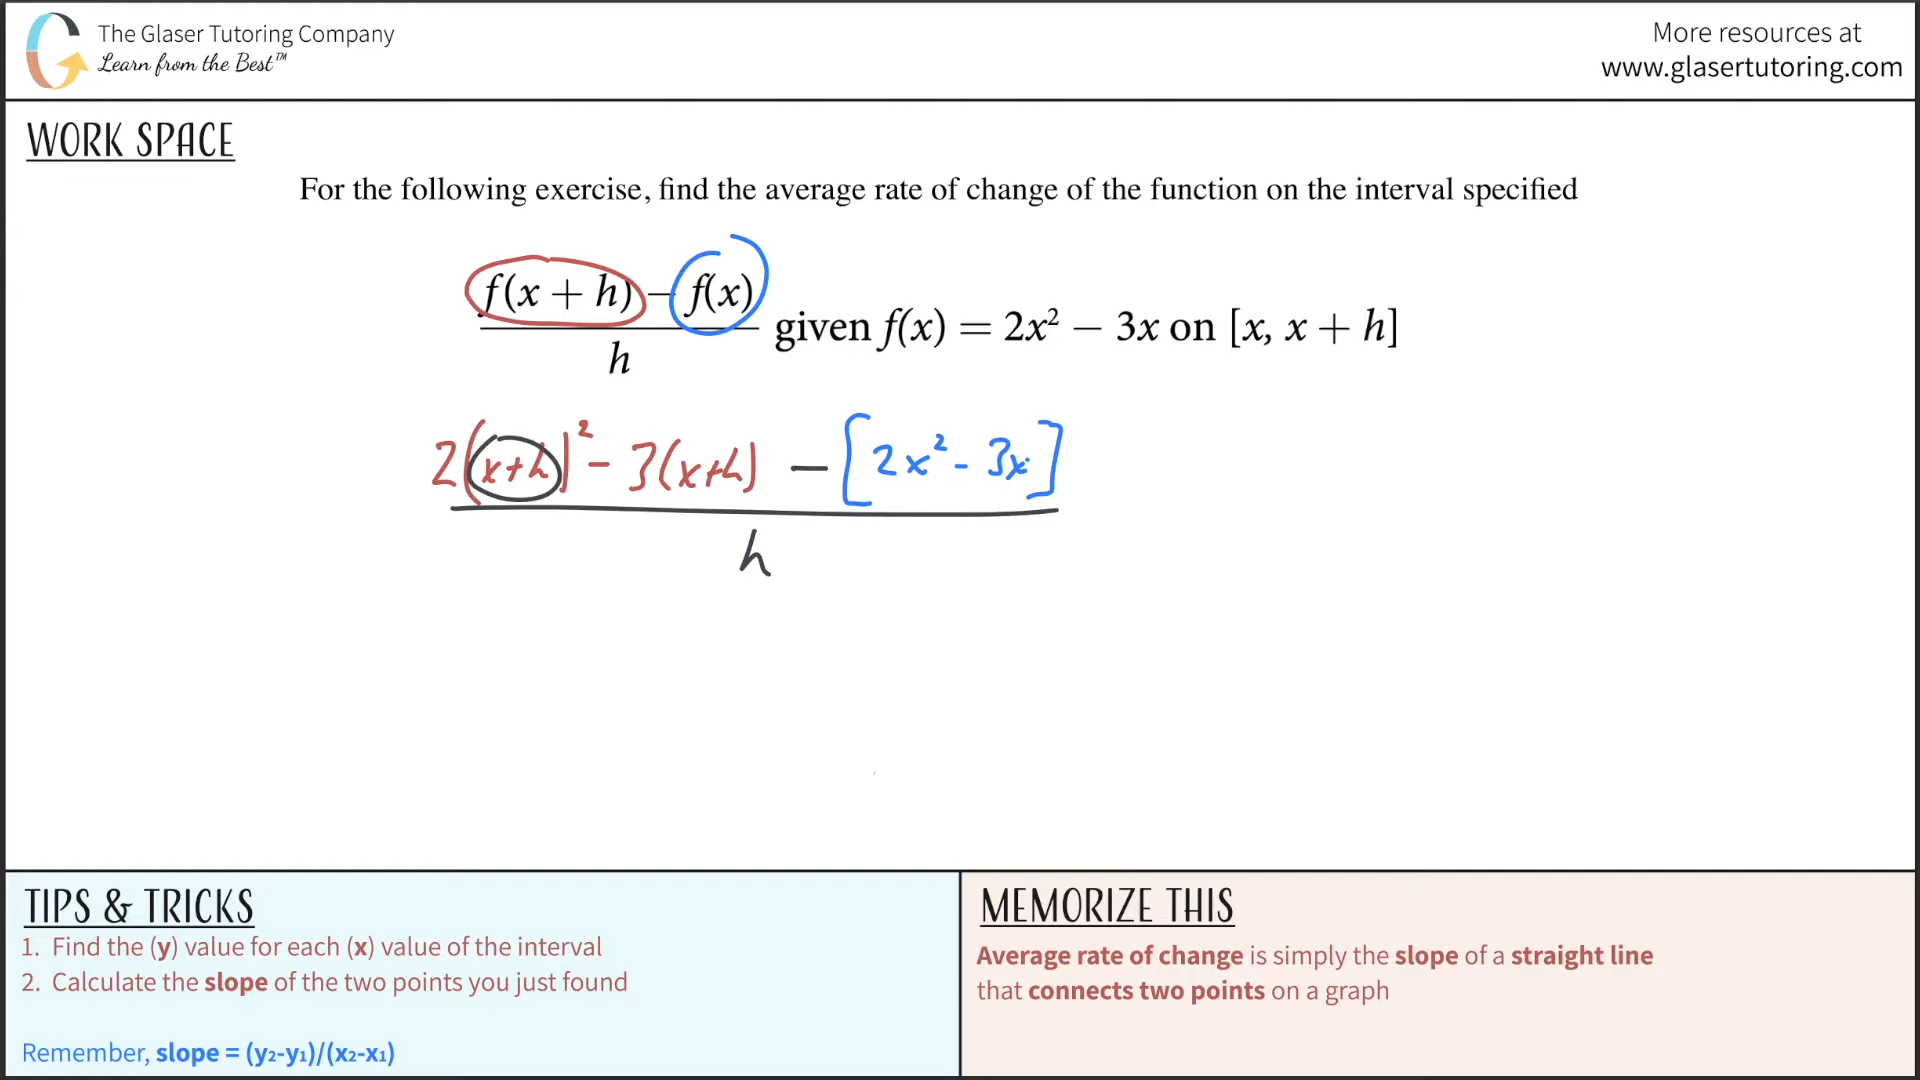 The Glaser Tutoring Company
Learn from the Best™
More resources at
www.glasertutoring.com
WORK SPACE
For the following exercise, find the average rate of change of the function on the interval specified
f(x + h) − f(x)
h
given f(x) = 2x² − 3x on [x, x + h]
2(x+h)² - 3(x+h) - [2x² - 3x]
h
TIPS & TRICKS
1. Find the (y) value for each (x) value of the interval
2. Calculate the slope of the two points you just found
Remember, slope = (y₂-y₁)/(x₂-x₁)
MEMORIZE THIS
Average rate of change is simply the slope of a straight line
that connects two points on a graph